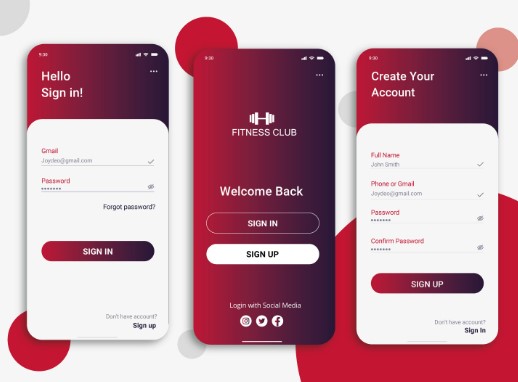 9:30
Hello
Sign in!
Gmail
Joydeo@gmail.com
Password
Forgot password?
SIGN IN
Don't have account?
Sign up
9:30
FITNESS CLUB
Welcome Back
SIGN IN
SIGN UP
Login with Social Media
9:30
Create Your
Account
Full Name
John Smith
Phone or Gmail
Joydeo@gmail.com
Password
Confirm Password
SIGN UP
Don't have account?
Sign In